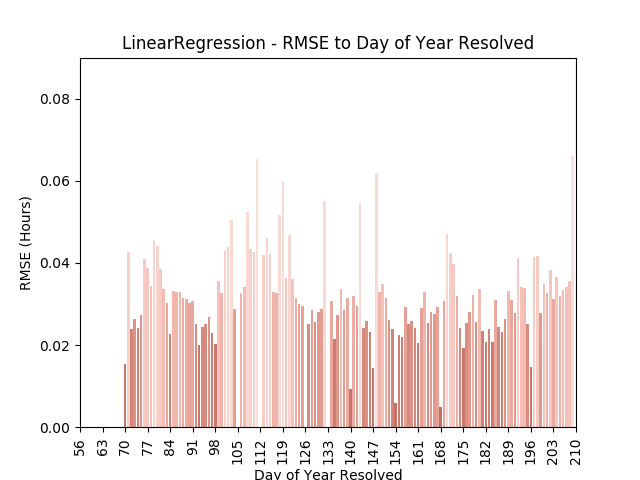 LinearRegression - RMSE to Day of Year Resolved
0.08
0.06
0.04
0.02
0.00
RMSE (Hours)
56 63 70 77 84 91 98 105 112 119 126 133 140 147 154 161 168 175 182 189 196 203 210
Day of Year Resolved